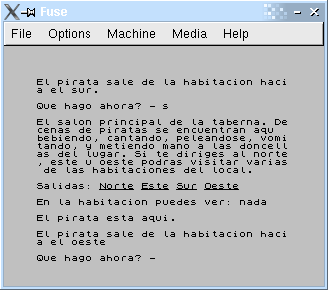 Fuse
File Options Machine Media Help
El pirata sale de la habitacion haci
a el sur.
Que hago ahora? - s
El salon principal de la taberna. De
cenas de piratas se encuentran aqu
bebiendo, cantando, peleandose, vomi
tando, y metiendo mano a las doncell
as del lugar. Si te diriges al norte
, este u oeste podras visitar varias
de las habitaciones del local.
Salidas: Norte Este Sur Oeste
En la habitacion puedes ver: nada
El pirata esta aqui.
El pirata sale de la habitacion haci
a el oeste
Que hago ahora? -